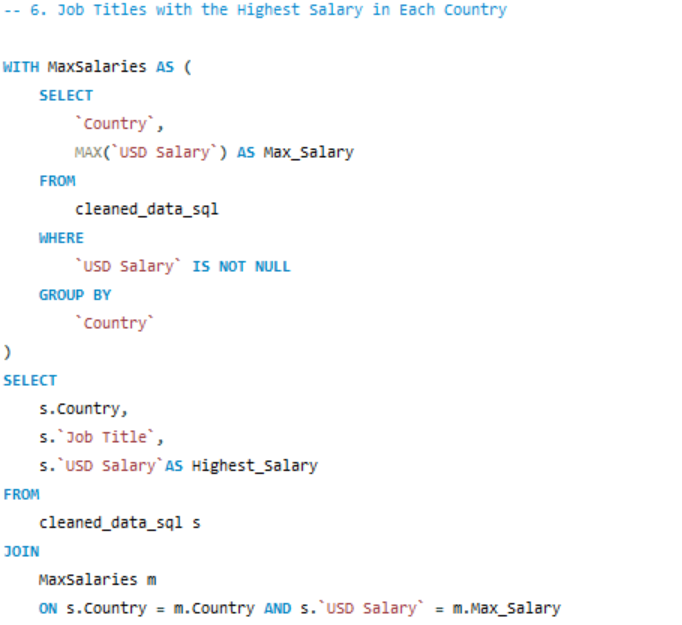 -- 6. Job Titles with the Highest Salary in Each Country
WITH MaxSalaries AS (
SELECT
`Country`,
MAX(`USD Salary`) AS Max_Salary
FROM
cleaned_data_sql
WHERE
`USD Salary` IS NOT NULL
GROUP BY
`Country`
)
SELECT
s.Country,
s.`Job Title`,
s.`USD Salary`AS Highest_Salary
FROM
cleaned_data_sql s
JOIN
MaxSalaries m
ON s.Country = m.Country AND s.`USD Salary` = m.Max_Salary